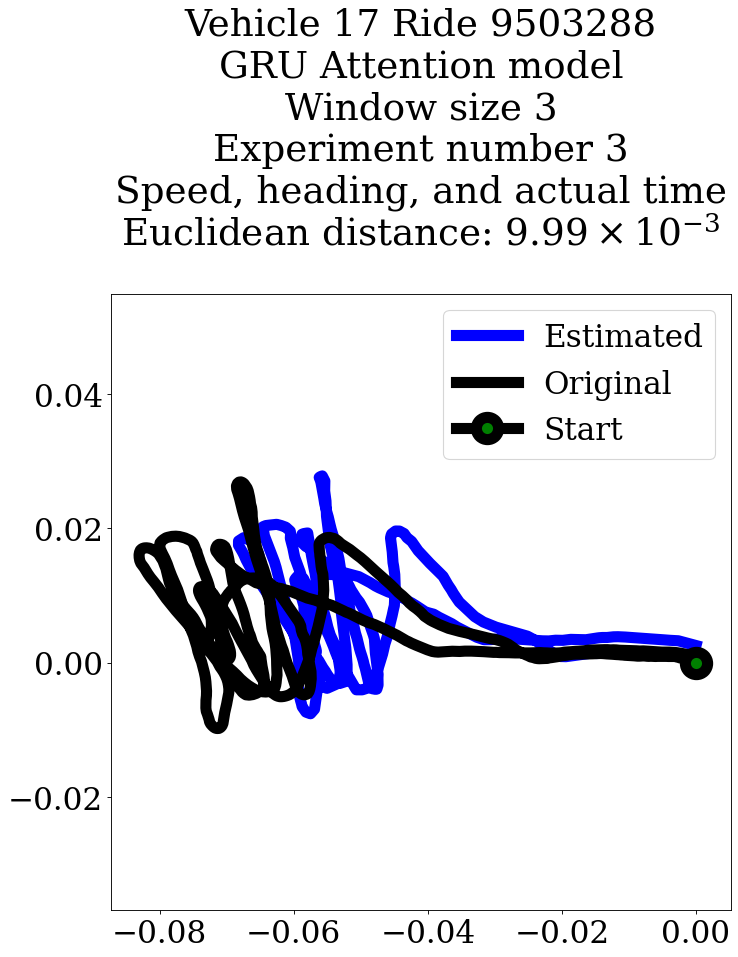 Vehicle 17 Ride 9503288
GRU Attention model
Window size 3
Experiment number 3
Speed, heading, and actual time
Euclidean distance: 9.99 × 10⁻³
Estimated
Original
Start
0.04
0.02
0.00
−0.02
−0.08 −0.06 −0.04 −0.02 0.00